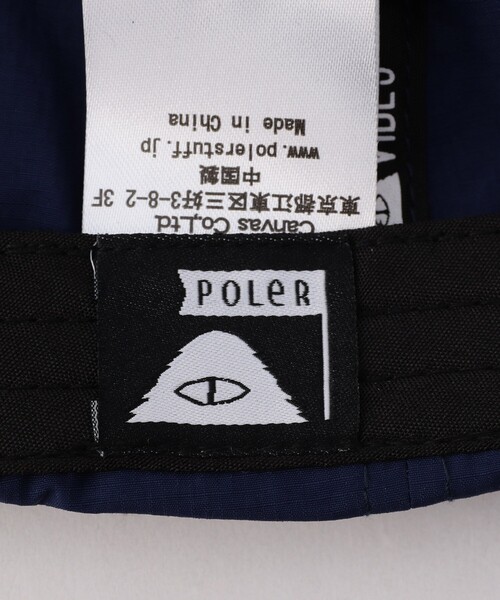 Canvas Co,.Ltd
東京都江東区三好3-8-2 3F
中国製
www.polerstuff.jp
Made in China
VIBES
POLER